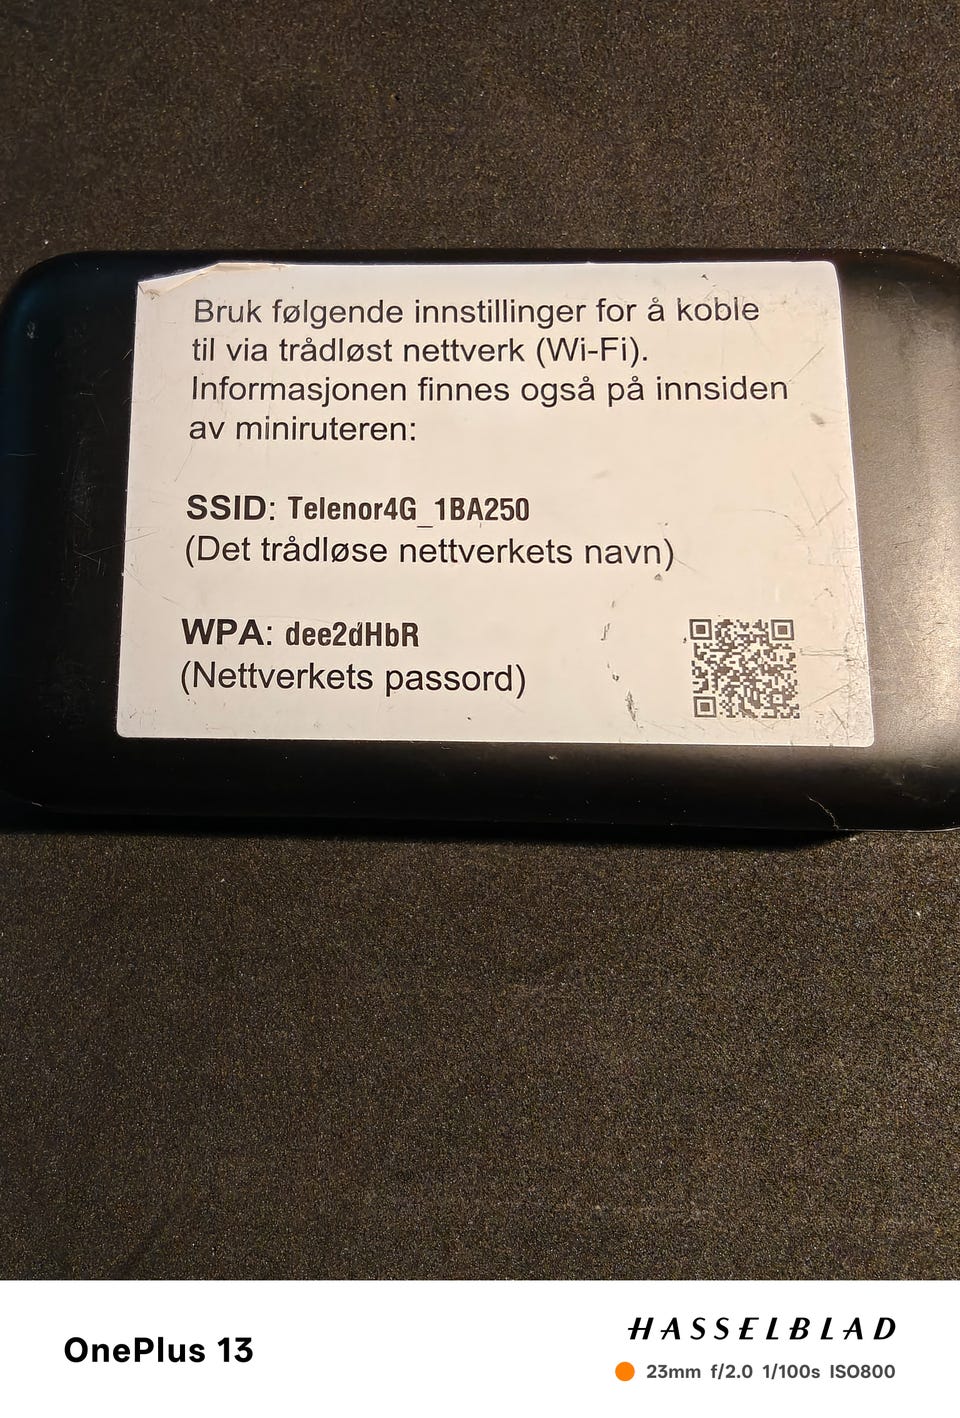 Bruk følgende innstillinger for å koble
til via trådløst nettverk (Wi-Fi).
Informasjonen finnes også på innsiden
av miniruteren:
SSID: Telenor4G_1BA250
(Det trådløse nettverkets navn)
WPA: dee2dHbR
(Nettverkets passord)
OnePlus 13
HASSELBLAD
23mm f/2.0 1/100s ISO800